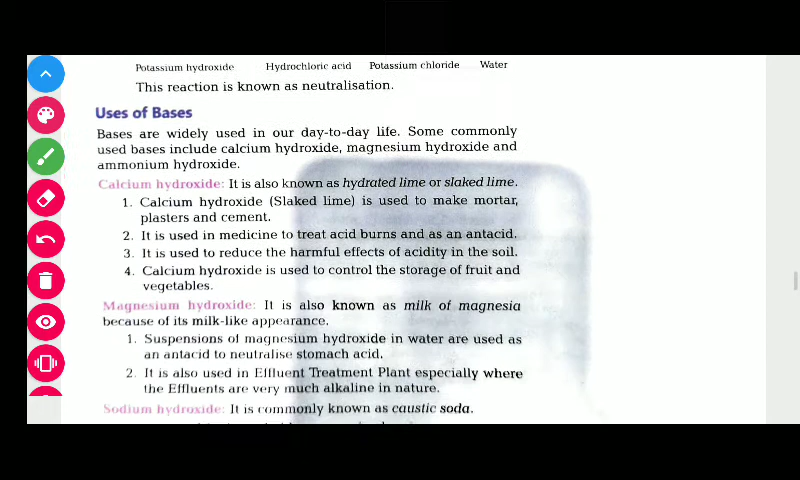 Potassium hydroxide Hydrochloric acid Potassium chloride Water
This reaction is known as neutralisation.
Uses of Bases
Bases are widely used in our day-to-day life. Some commonly
used bases include calcium hydroxide, magnesium hydroxide and
ammonium hydroxide.
Calcium hydroxide: It is also known as hydrated lime or slaked lime.
1. Calcium hydroxide (Slaked lime) is used to make mortar,
plasters and cement.
2. It is used in medicine to treat acid burns and as an antacid.
3. It is used to reduce the harmful effects of acidity in the soil.
4. Calcium hydroxide is used to control the storage of fruit and
vegetables.
Magnesium hydroxide: It is also known as milk of magnesia
because of its milk-like appearance.
1. Suspensions of magnesium hydroxide in water are used as
an antacid to neutralise stomach acid.
2. It is also used in Effluent Treatment Plant especially where
the Effluents are very much alkaline in nature.
Sodium hydroxide: It is commonly known as caustic soda.